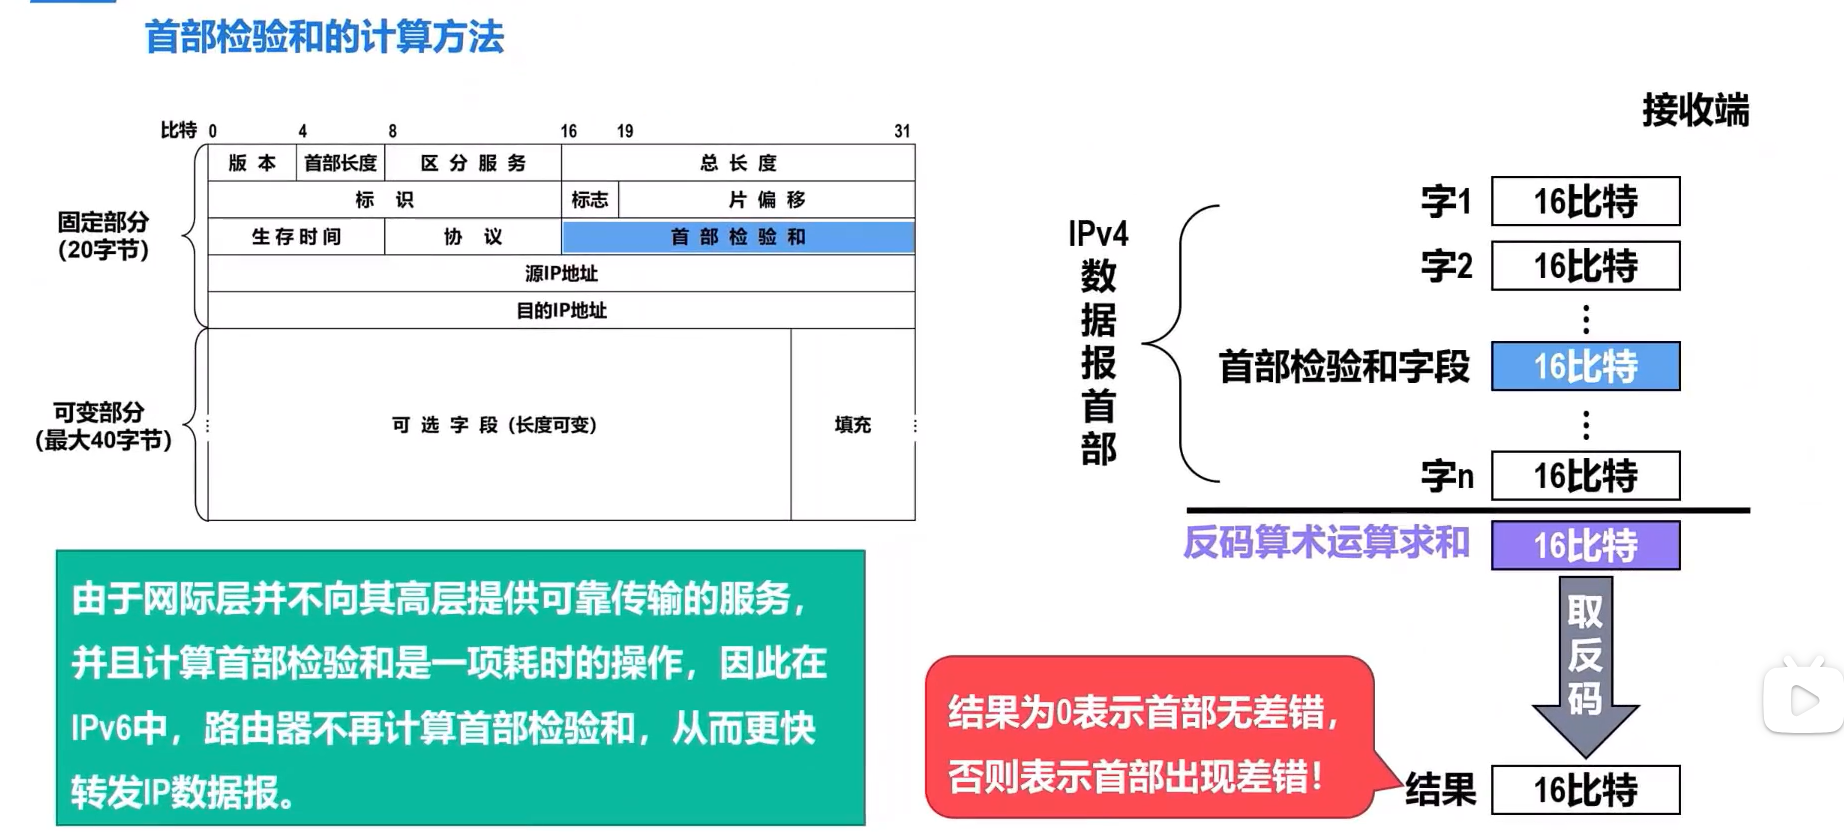 首部检验和的计算方法
比特 0 4 8 16 19 31
版 本 首部长度 区 分 服 务 总 长 度
标 识 标志 片 偏 移
生 存 时 间 协 议 首 部 检 验 和
源IP地址
目的IP地址
可 选 字 段 (长度可变) 填充
固定部分
(20字节)
可变部分
(最大40字节)
由于网际层并不向其高层提供可靠传输的服务,
并且计算首部检验和是一项耗时的操作，因此在
IPv6中，路由器不再计算首部检验和，从而更快
转发IP数据报。
接收端
IPv4
数
据
报
首
部
字1 16比特
字2 16比特
⋮
首部检验和字段 16比特
⋮
字n 16比特
反码算术运算求和 16比特
取
反
码
结果为0表示首部无差错,
否则表示首部出现差错!
结果 16比特